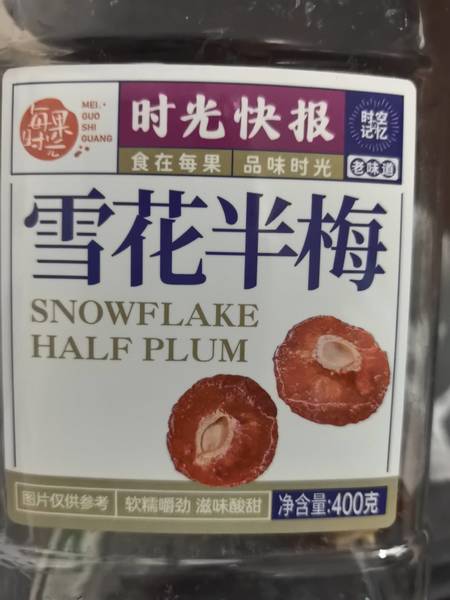 每果时光
MEI·
GUO
SHI
GUANG
时光快报
食在每果 品味时光
时空
记忆
老味道
雪花半梅
SNOWFLAKE
HALF PLUM
图片仅供参考
软糯嚼劲 滋味酸甜
净含量:400克